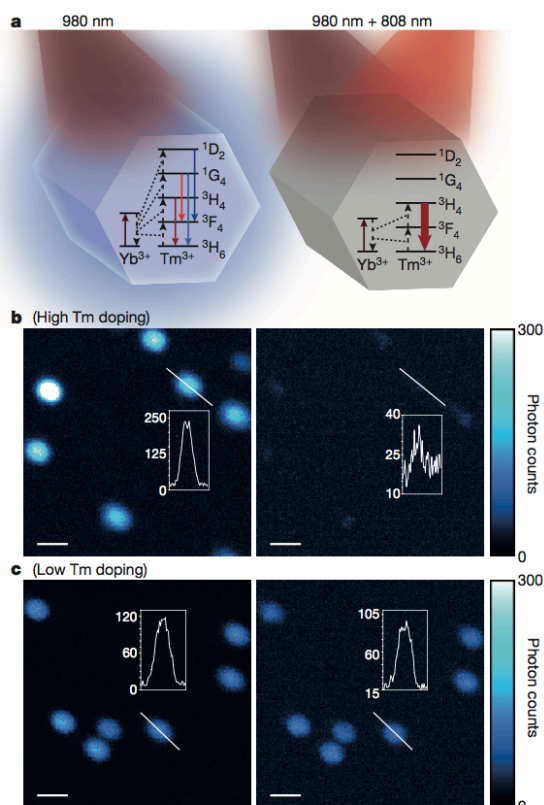 a 980 nm 980 nm + 808 nm
¹D₂ ¹D₂
¹G₄ ¹G₄
³H₄ ³H₄
³F₄ ³F₄
³H₆ ³H₆
Yb³⁺ Tm³⁺ Yb³⁺ Tm³⁺
b (High Tm doping)
300
250
125
0
40
25
10
Photon counts
0
c (Low Tm doping)
300
120
60
0
105
60
15
Photon counts
0